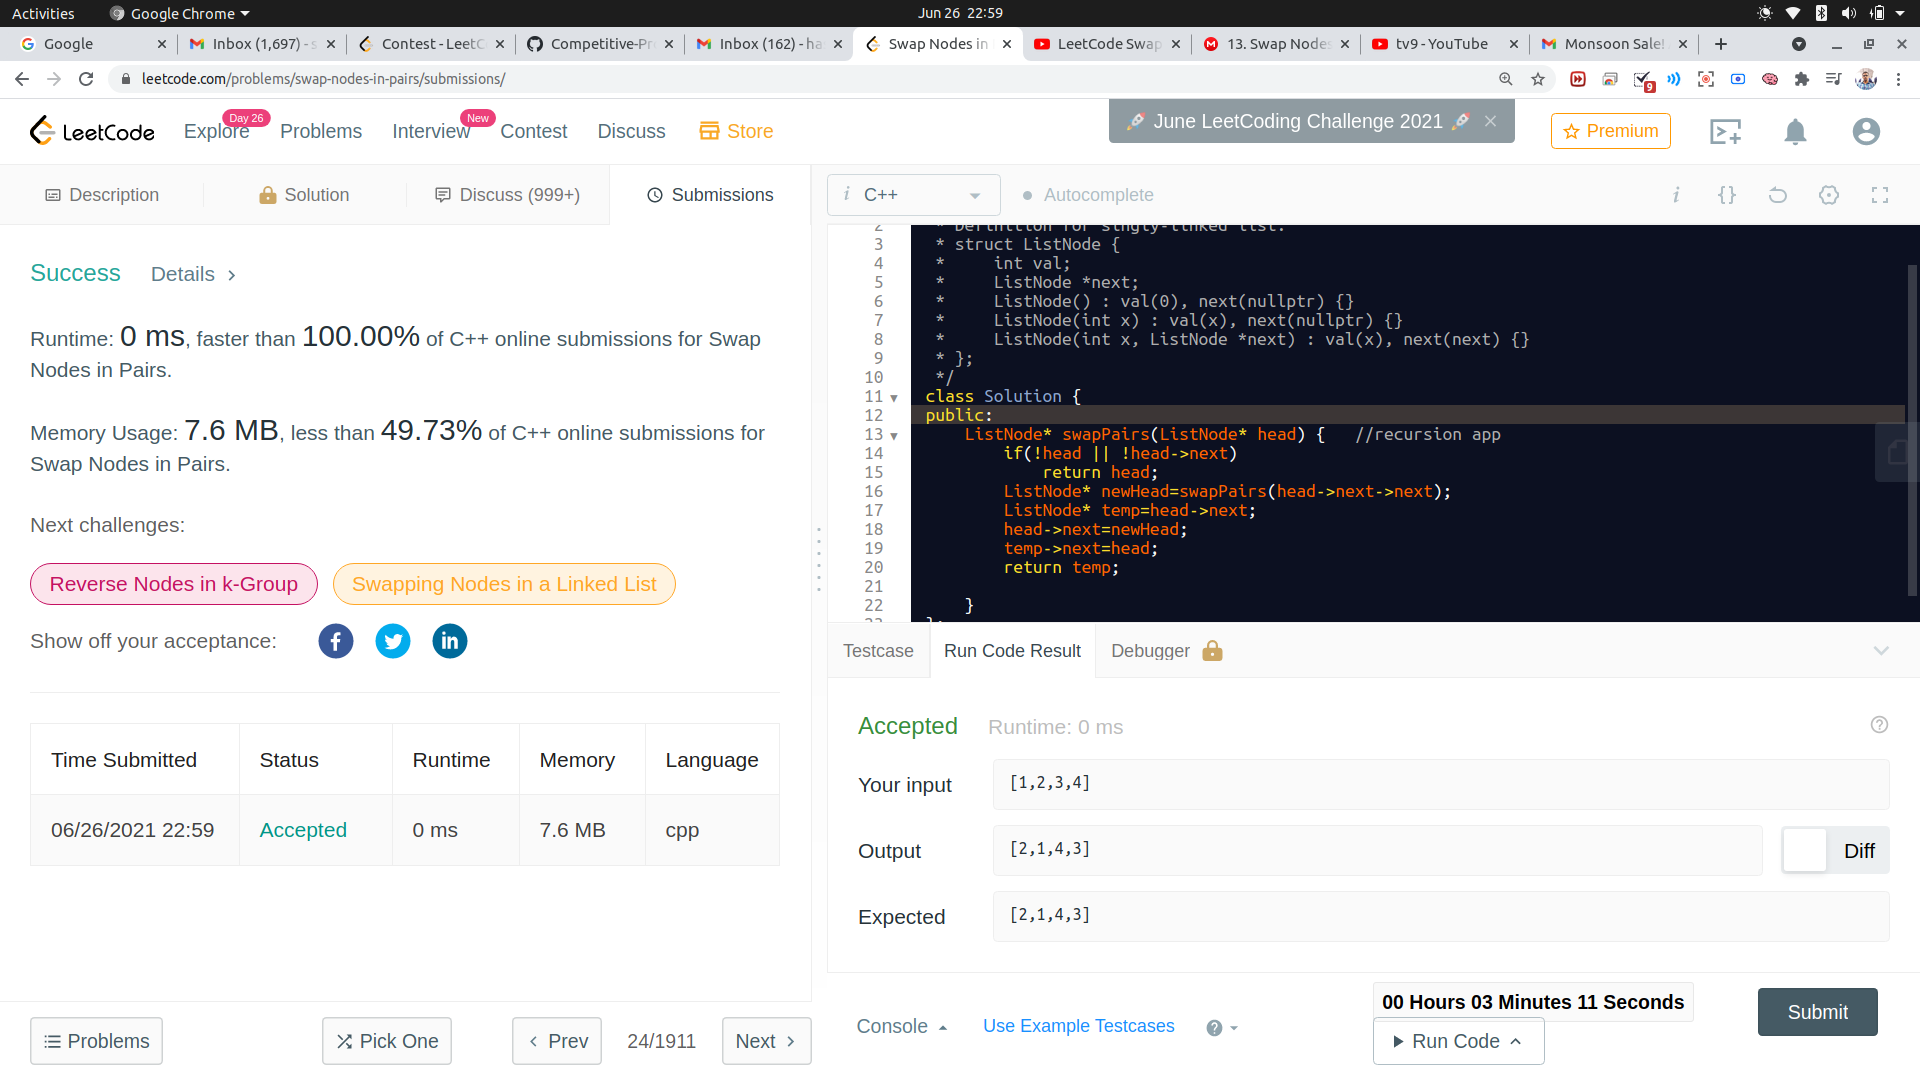 Activities Google Chrome Jun 26 22:59
Google Inbox (1,697) - s Contest - LeetC Competitive-Pr Inbox (162) - ha Swap Nodes in LeetCode Swap 13. Swap Nodes tv9 - YouTube Monsoon Sale!
leetcode.com/problems/swap-nodes-in-pairs/submissions/ 9
LeetCode Explore Day 26 Problems Interview New Contest Discuss Store June LeetCoding Challenge 2021 Premium
Description Solution Discuss (999+) Submissions
i C++ Autocomplete i {}
Success Details >
Runtime: 0 ms, faster than 100.00% of C++ online submissions for Swap
Nodes in Pairs.
Memory Usage: 7.6 MB, less than 49.73% of C++ online submissions for
Swap Nodes in Pairs.
Next challenges:
Reverse Nodes in k-Group Swapping Nodes in a Linked List
Show off your acceptance:
Time Submitted Status Runtime Memory Language
06/26/2021 22:59 Accepted 0 ms 7.6 MB cpp
Problems Pick One < Prev 24/1911 Next >
2 * Definition for singly-linked list.
3 * struct ListNode {
4 *     int val;
5 *     ListNode *next;
6 *     ListNode() : val(0), next(nullptr) {}
7 *     ListNode(int x) : val(x), next(nullptr) {}
8 *     ListNode(int x, ListNode *next) : val(x), next(next) {}
9 * };
10 */
11 class Solution {
12 public:
13     ListNode* swapPairs(ListNode* head) {   //recursion app
14         if(!head || !head->next)
15             return head;
16         ListNode* newHead=swapPairs(head->next->next);
17         ListNode* temp=head->next;
18         head->next=newHead;
19         temp->next=head;
20         return temp;
21
22     }
23 };
Testcase Run Code Result Debugger
Accepted Runtime: 0 ms
Your input [1,2,3,4]
Output [2,1,4,3] Diff
Expected [2,1,4,3]
Console Use Example Testcases
00 Hours 03 Minutes 11 Seconds
Run Code
Submit